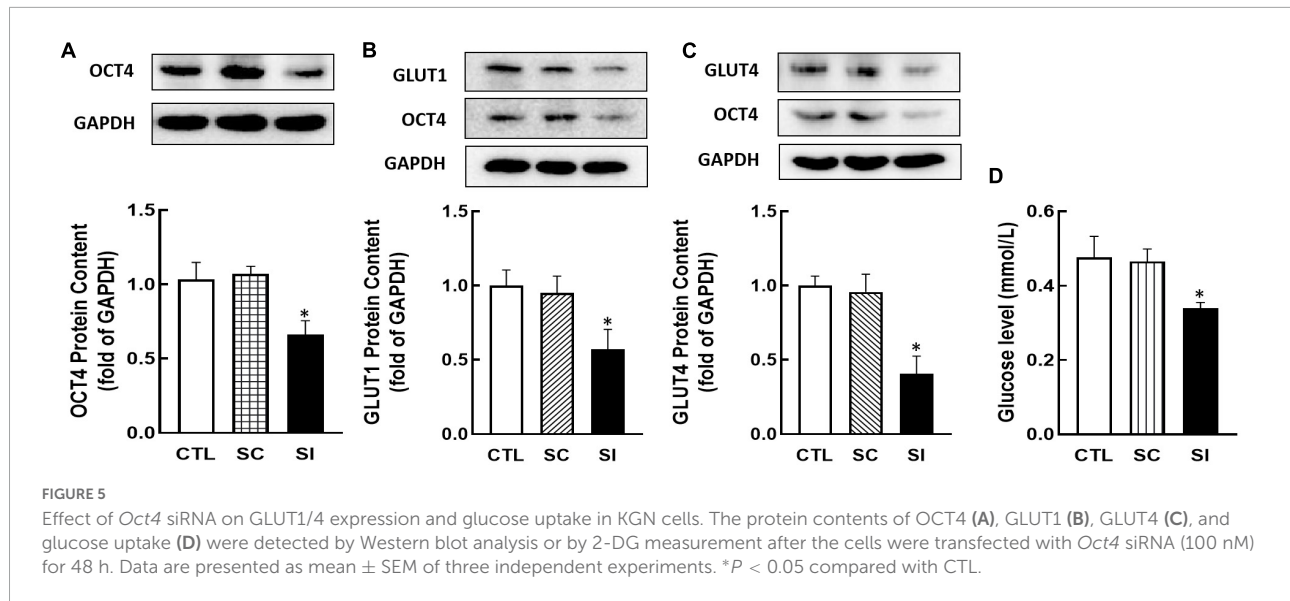 A
OCT4
GAPDH
OCT4 Protein Content
(fold of GAPDH)
1.5
1.0
0.5
0.0
*
CTL SC SI
B
GLUT1
OCT4
GAPDH
GLUT1 Protein Content
(fold of GAPDH)
1.5
1.0
0.5
0.0
*
CTL SC SI
C
GLUT4
OCT4
GAPDH
GLUT4 Protein Content
(fold of GAPDH)
1.5
1.0
0.5
0.0
*
CTL SC SI
D
Glucose level (mmol/L)
0.6
0.4
0.2
0.0
*
CTL SC SI
FIGURE 5
Effect of Oct4 siRNA on GLUT1/4 expression and glucose uptake in KGN cells. The protein contents of OCT4 (A), GLUT1 (B), GLUT4 (C), and
glucose uptake (D) were detected by Western blot analysis or by 2-DG measurement after the cells were transfected with Oct4 siRNA (100 nM)
for 48 h. Data are presented as mean ± SEM of three independent experiments. *P < 0.05 compared with CTL.